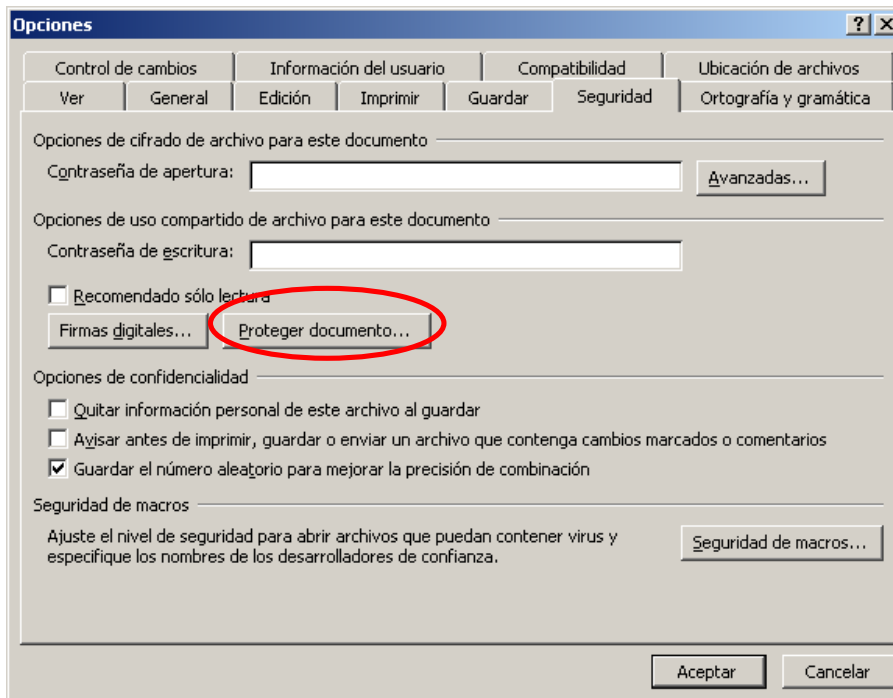 Opciones
Control de cambios Información del usuario Compatibilidad Ubicación de archivos
Ver General Edición Imprimir Guardar Seguridad Ortografía y gramática
Opciones de cifrado de archivo para este documento
Contraseña de apertura: Avanzadas...
Opciones de uso compartido de archivo para este documento
Contraseña de escritura:
Recomendado sólo lectura
Firmas digitales... Proteger documento...
Opciones de confidencialidad
Quitar información personal de este archivo al guardar
Avisar antes de imprimir, guardar o enviar un archivo que contenga cambios marcados o comentarios
Guardar el número aleatorio para mejorar la precisión de combinación
Seguridad de macros
Ajuste el nivel de seguridad para abrir archivos que puedan contener virus y
especifique los nombres de los desarrolladores de confianza. Seguridad de macros...
Aceptar Cancelar